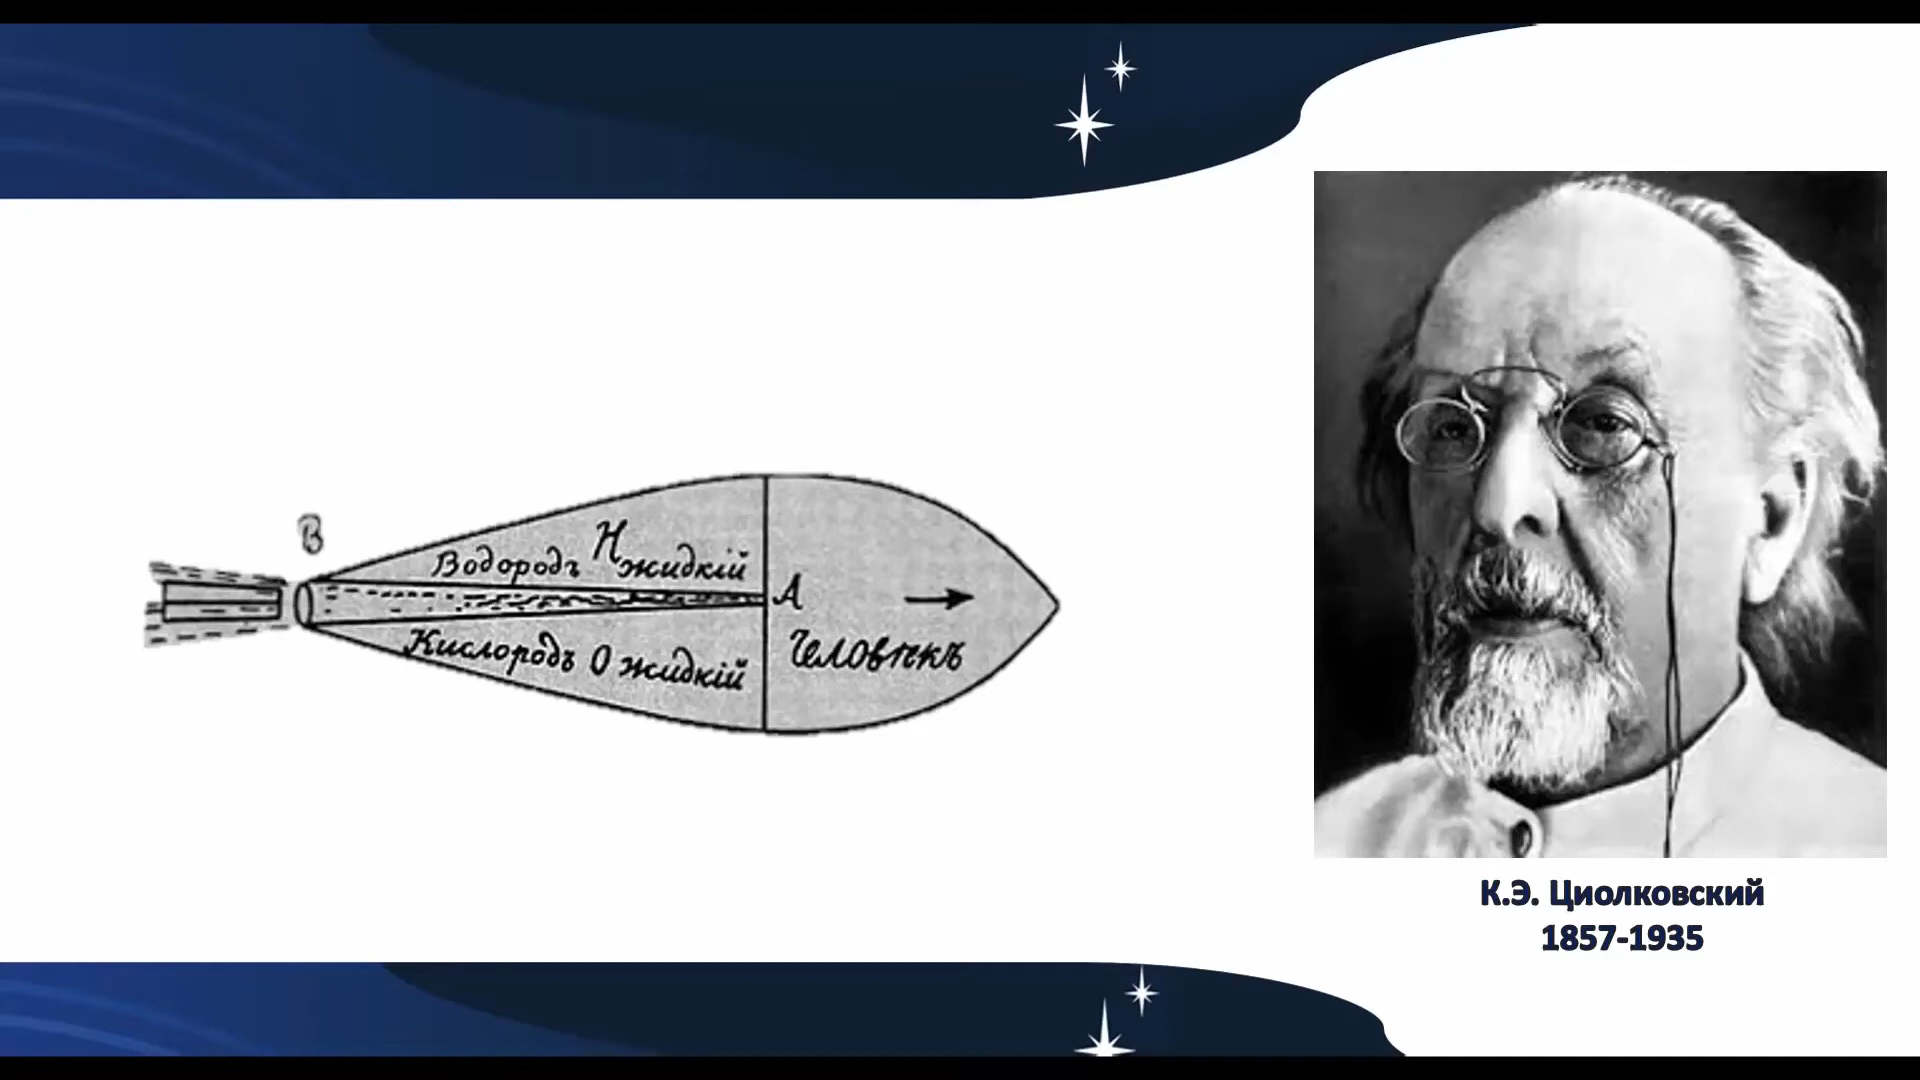 В
Водородъ Н жидкій
А
Кислородъ О жидкій
Человѣкъ
К.Э. Циолковский
1857-1935